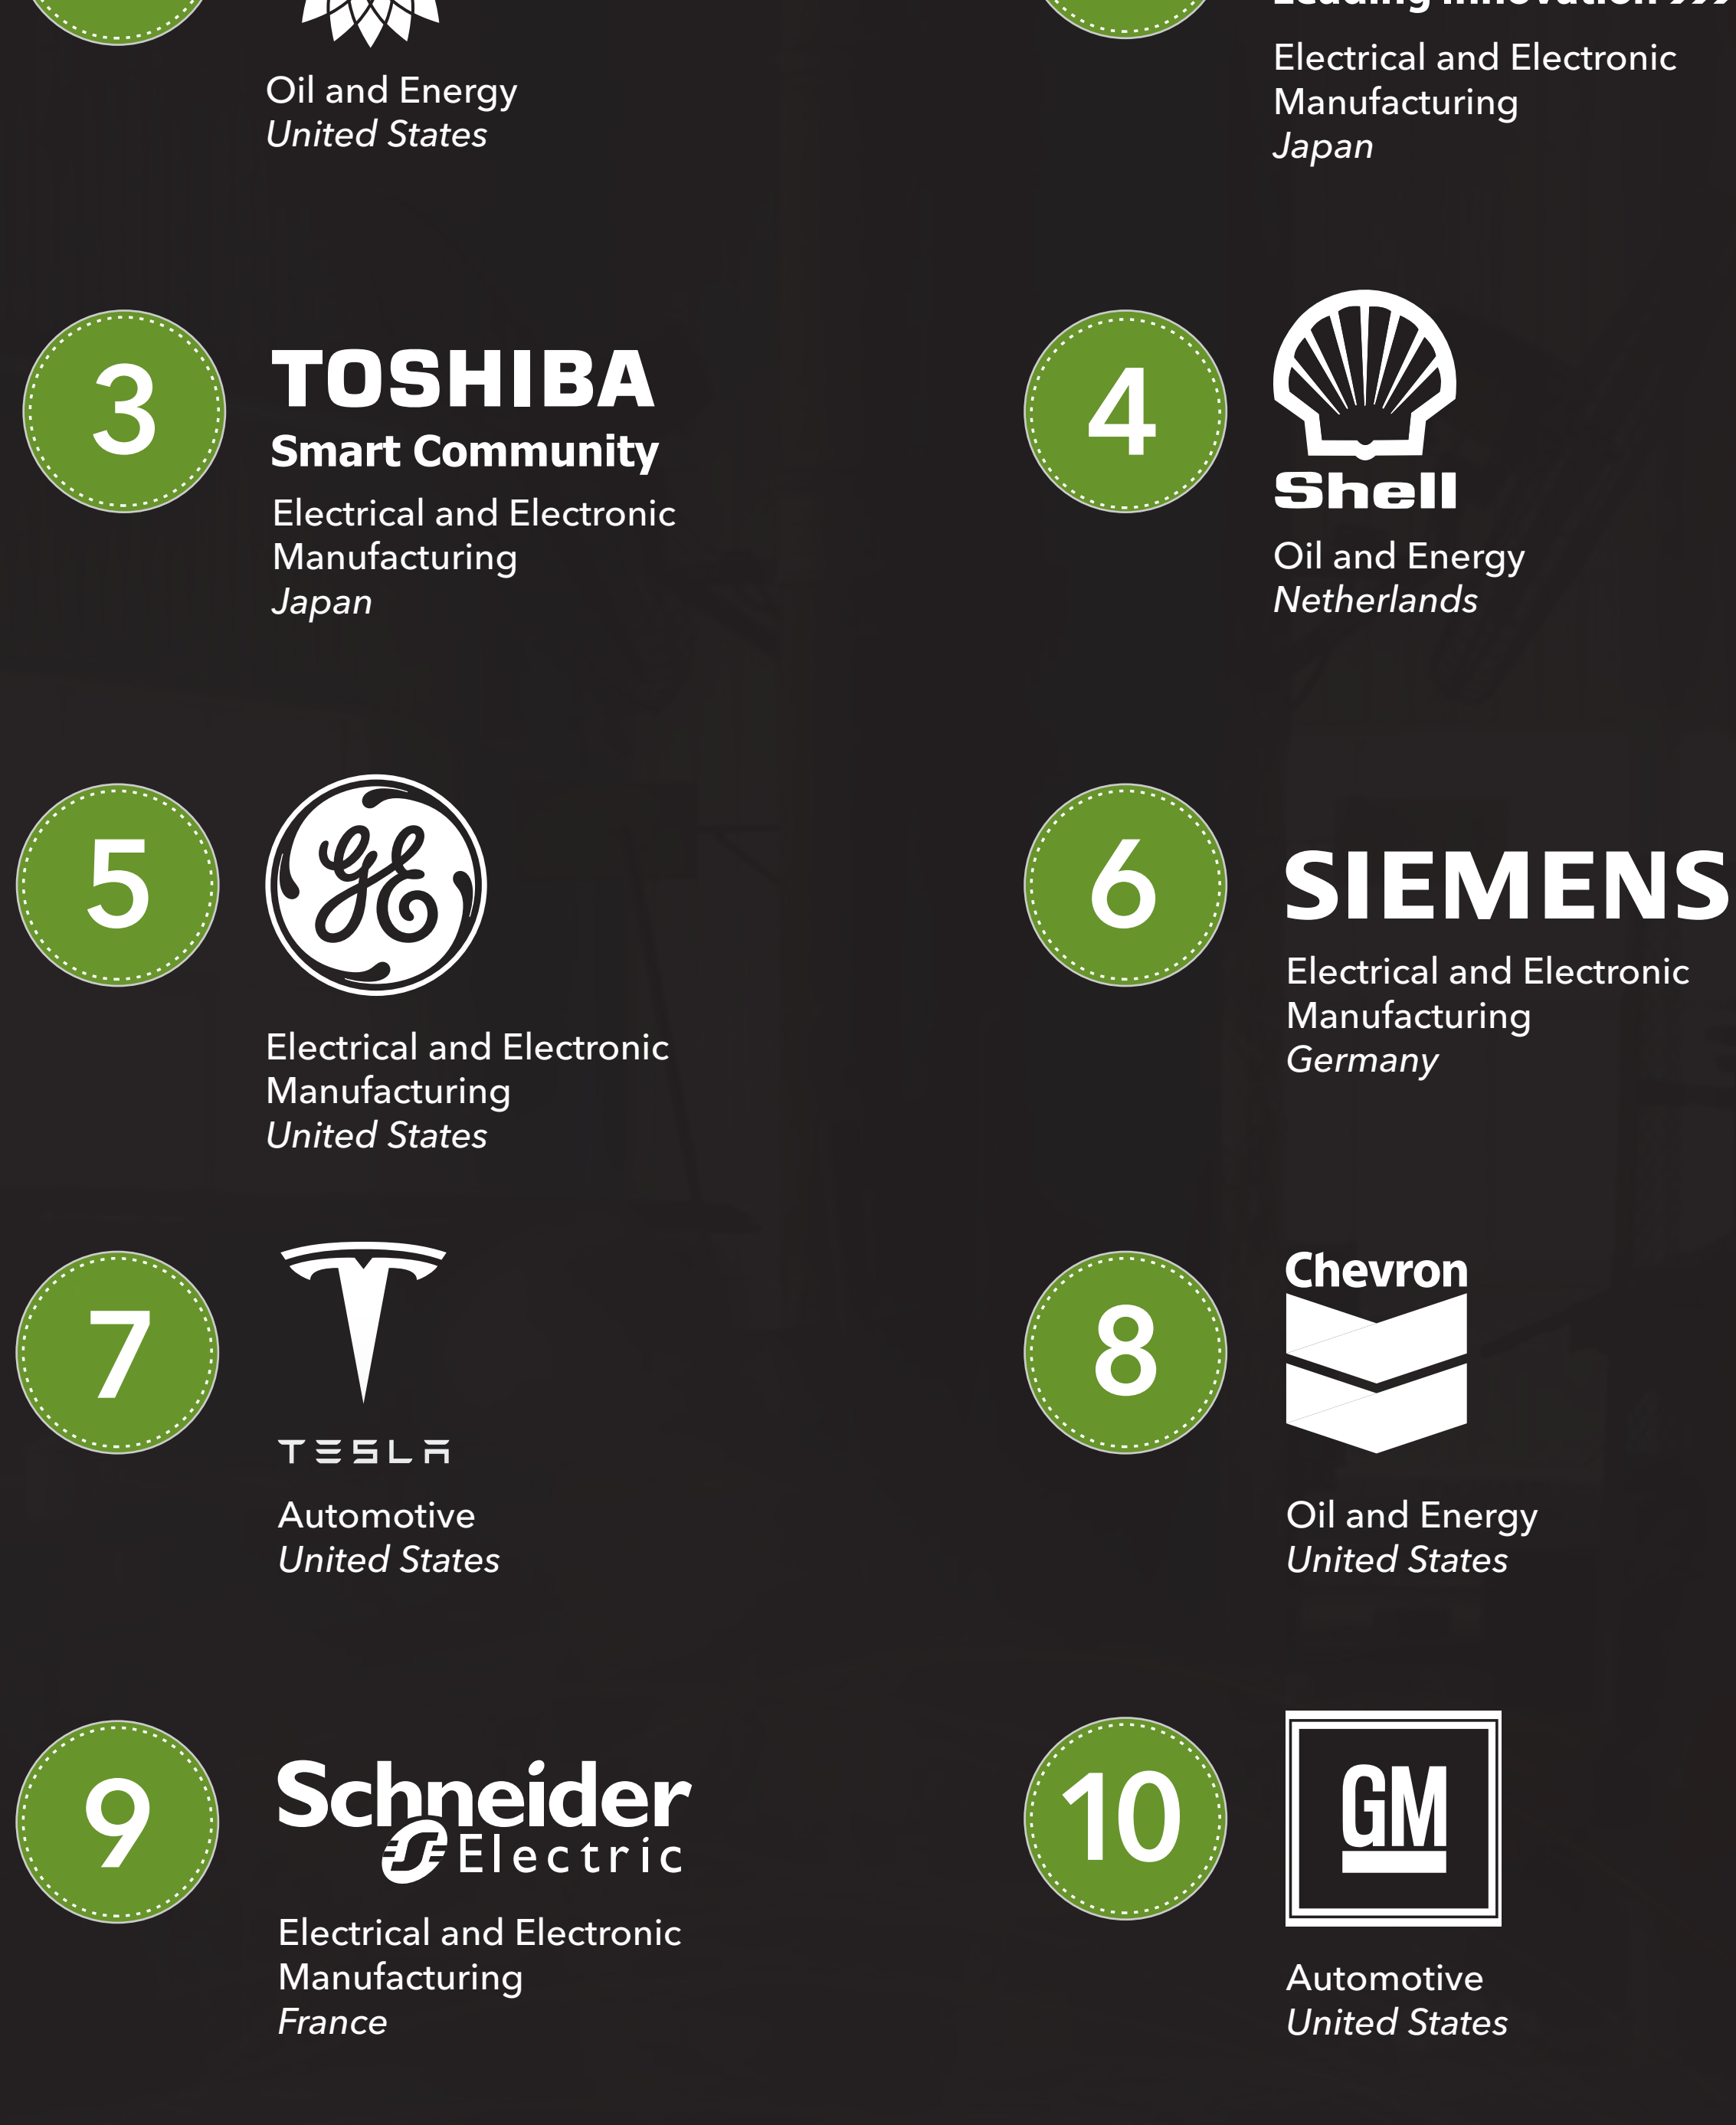 Leading Innovation >>>
Oil and Energy
United States
Electrical and Electronic
Manufacturing
Japan
3
TOSHIBA
Smart Community
Electrical and Electronic
Manufacturing
Japan
4
Shell
Oil and Energy
Netherlands
5
GE
Electrical and Electronic
Manufacturing
United States
6
SIEMENS
Electrical and Electronic
Manufacturing
Germany
7
TESLA
Automotive
United States
8
Chevron
Oil and Energy
United States
9
Schneider
Electric
Electrical and Electronic
Manufacturing
France
10
GM
Automotive
United States